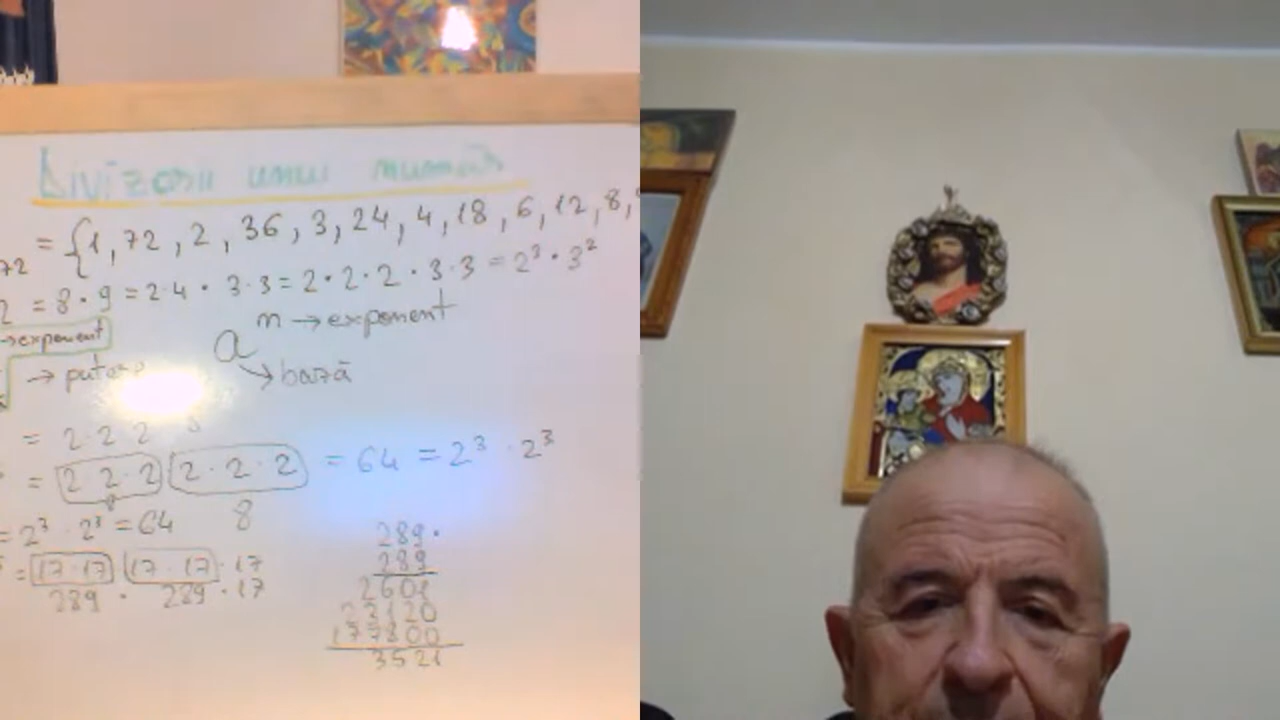 Divizorii unui număr
72 = {1, 72, 2, 36, 3, 24, 4, 18, 6, 12, 8,
2 = 8 · 9 = 2·4 · 3·3 = 2·2·2·3·3 = 2³·3²
→exponent
n → exponent
a
→ bază
→
= 2·2 2
= 2 2·2 2·2·2 = 64 = 2³ · 2³
8
= 2³ · 2³ = 64
= 17·17 17·17·17
289 · 289 · 17
289·
289
2601
23120
3521